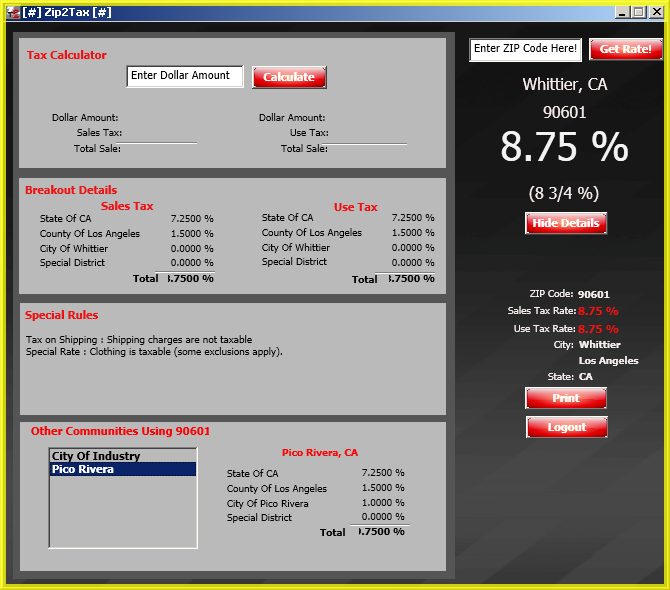 [#] Zip2Tax [#]
Tax Calculator
Enter Dollar Amount Calculate
Dollar Amount: Dollar Amount:
Sales Tax: Use Tax:
Total Sale: Total Sale:
Breakout Details
Sales Tax Use Tax
State Of CA 7.2500 % State Of CA 7.2500 %
County Of Los Angeles 1.5000 % County Of Los Angeles 1.5000 %
City Of Whittier 0.0000 % City Of Whittier 0.0000 %
Special District 0.0000 % Special District 0.0000 %
Total .7500 % Total .7500 %
Special Rules
Tax on Shipping : Shipping charges are not taxable
Special Rate : Clothing is taxable (some exclusions apply).
Other Communities Using 90601
City Of Industry
Pico Rivera
Pico Rivera, CA
State Of CA 7.2500 %
County Of Los Angeles 1.5000 %
City Of Pico Rivera 1.0000 %
Special District 0.0000 %
Total .7500 %
Enter ZIP Code Here! Get Rate!
Whittier, CA
90601
8.75 %
(8 3/4 %)
Hide Details
ZIP Code: 90601
Sales Tax Rate: 8.75 %
Use Tax Rate: 8.75 %
City: Whittier
Los Angeles
State: CA
Print
Logout